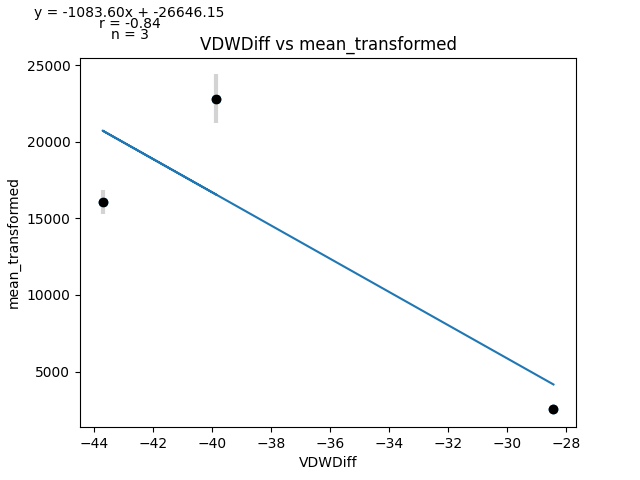 y = -1083.60x + -26646.15
r = -0.84
n = 3
VDWDiff vs mean_transformed
25000
20000
15000
10000
5000
mean_transformed
−44 −42 −40 −38 −36 −34 −32 −30 −28
VDWDiff